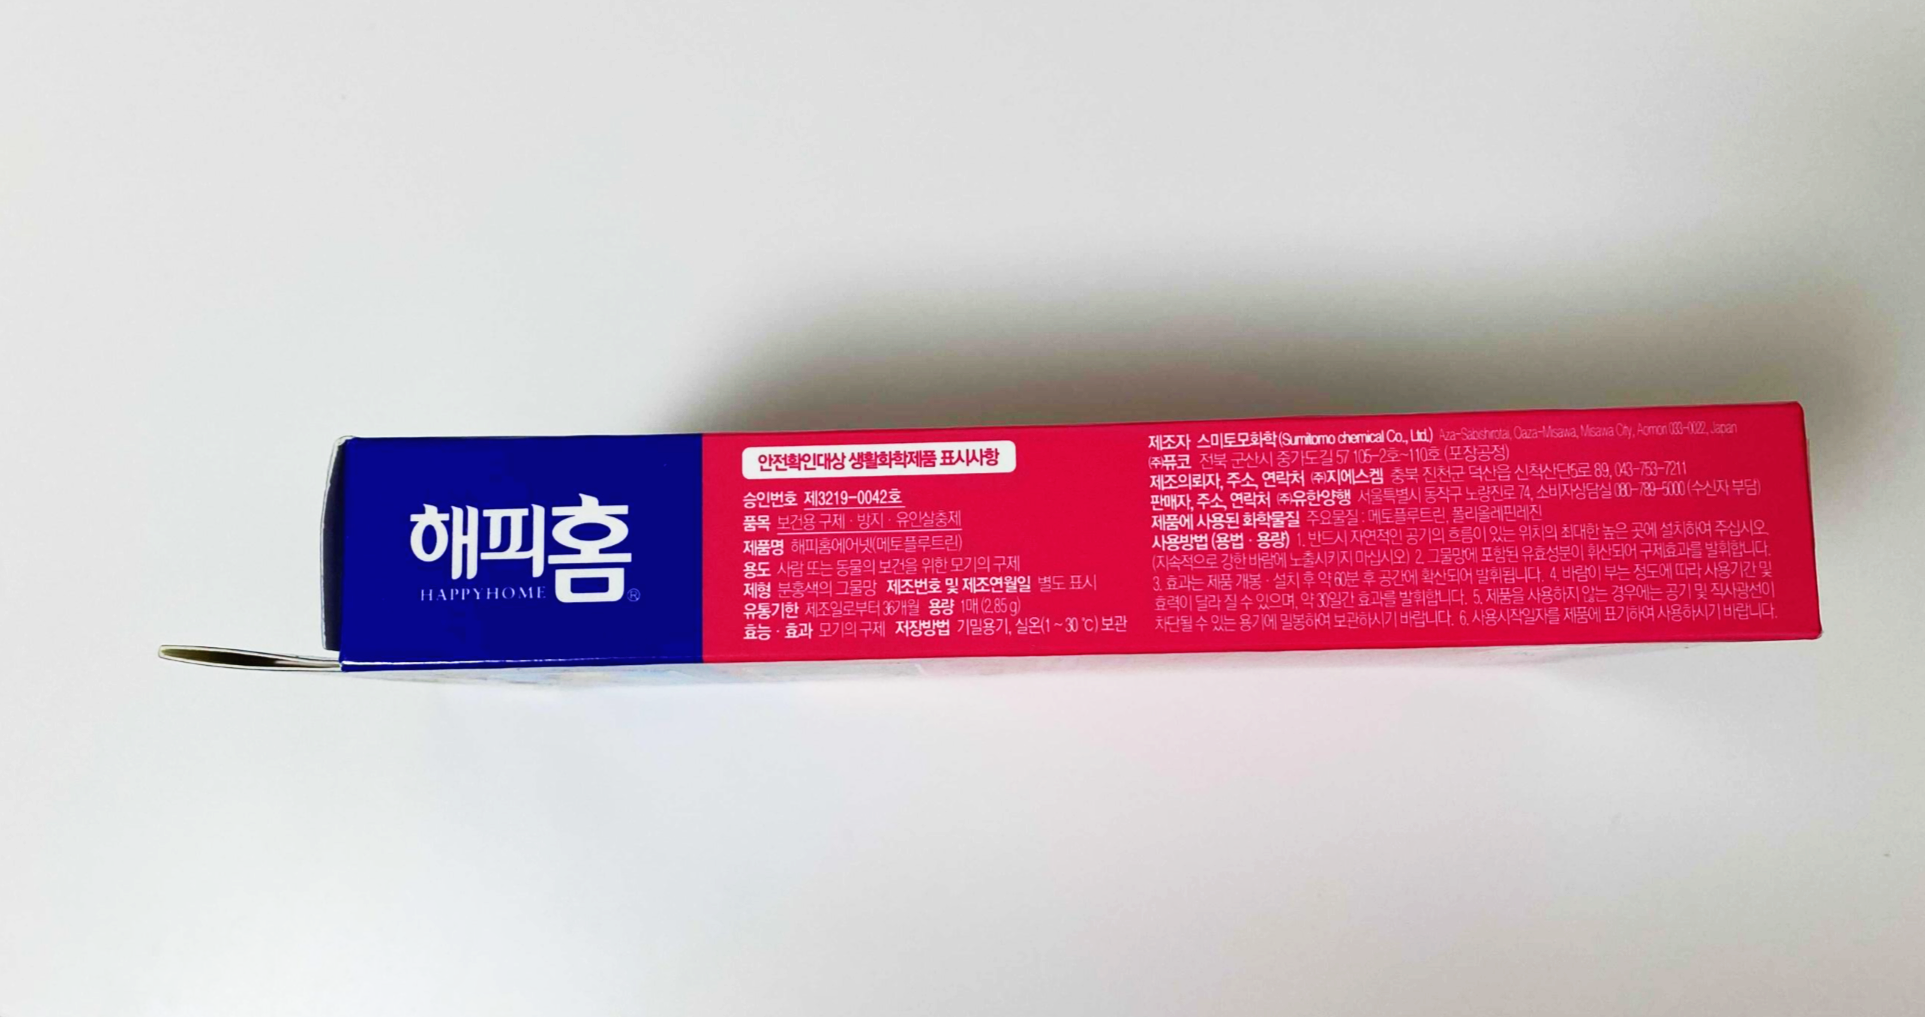 해피홈
HAPPYHOME ®
안전확인대상 생활화학제품 표시사항
승인번호 제3219-0042호
품목 보건용 구제 · 방지 · 유인살충제
제품명 해피홈에어넷(메토플루트린)
용도 사람 또는 동물의 보건을 위한 모기의 구제
제형 분홍색의 그물망 제조번호 및 제조연월일 별도 표시
유통기한 제조일로부터 36개월 용량 1매 (2.85 g)
효능 · 효과 모기의 구제 저장방법 기밀용기, 실온(1 ~ 30 ℃) 보관
제조자 스미토모화학(Sumitomo chemical Co., Ltd.) Aza-Sabishirotai, Oaza-Misawa, Misawa City, Aomori 033-0022, Japan
㈜퓨코 전북 군산시 중가도길 57 105-2호~110호 (포장공정)
제조의뢰자, 주소, 연락처 ㈜지에스켐 충북 진천군 덕산읍 신척산단5로 89, 043-753-7211
판매자, 주소, 연락처 ㈜유한양행 서울특별시 동작구 노량진로 74, 소비자상담실 080-789-5000 (수신자 부담)
제품에 사용된 화학물질 주요물질 : 메토플루트린, 폴리올레핀레진
사용방법 (용법 · 용량) 1. 반드시 자연적인 공기의 흐름이 있는 위치의 최대한 높은 곳에 설치하여 주십시오.
(지속적으로 강한 바람에 노출시키지 마십시오) 2. 그물망에 포함된 유효성분이 휘산되어 구제효과를 발휘합니다.
3. 효과는 제품 개봉 · 설치 후 약 60분 후 공간에 확산되어 발휘됩니다. 4. 바람이 부는 정도에 따라 사용기간 및
효력이 달라 질 수 있으며, 약 30일간 효과를 발휘합니다. 5. 제품을 사용하지 않는 경우에는 공기 및 직사광선이
차단될 수 있는 용기에 밀봉하여 보관하시기 바랍니다. 6. 사용시작일자를 제품에 표기하여 사용하시기 바랍니다.